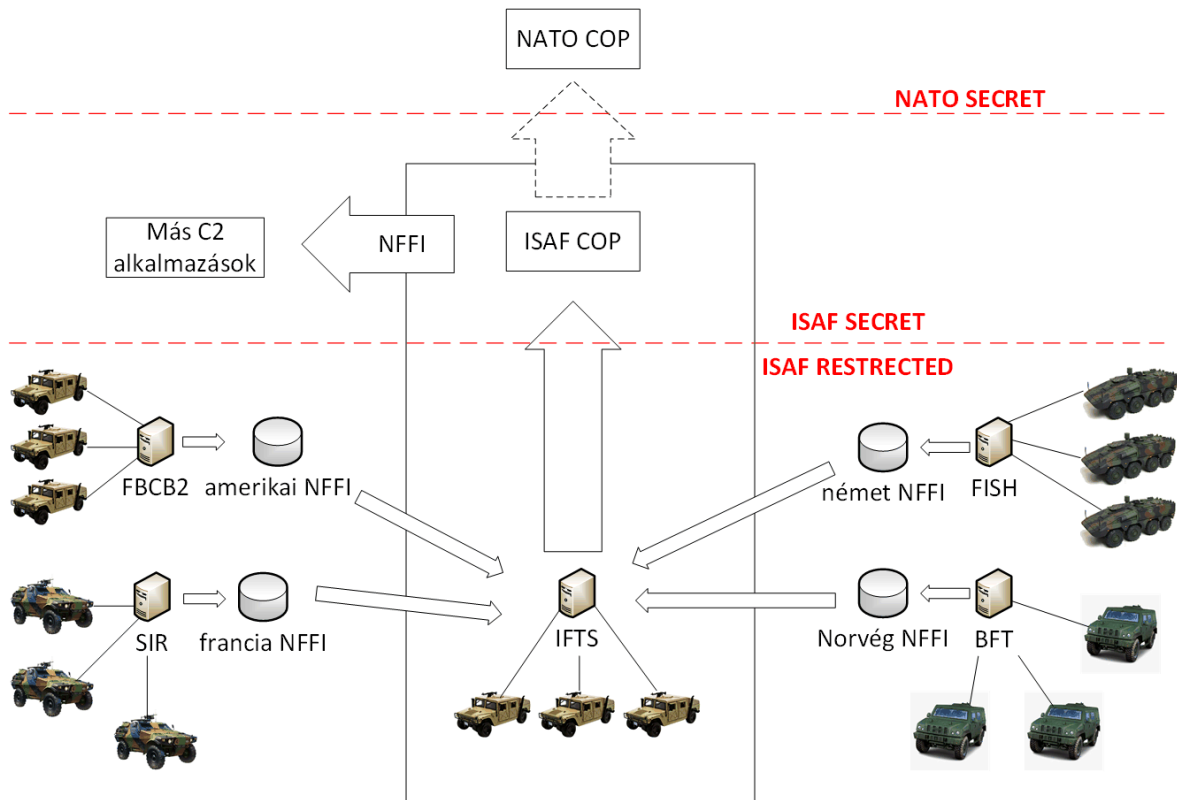 NATO COP
NATO SECRET
Más C2
alkalmazások
NFFI
ISAF COP
ISAF SECRET
ISAF RESTRECTED
FBCB2
amerikai NFFI
német NFFI
FISH
SIR
francia NFFI
IFTS
Norvég NFFI
BFT